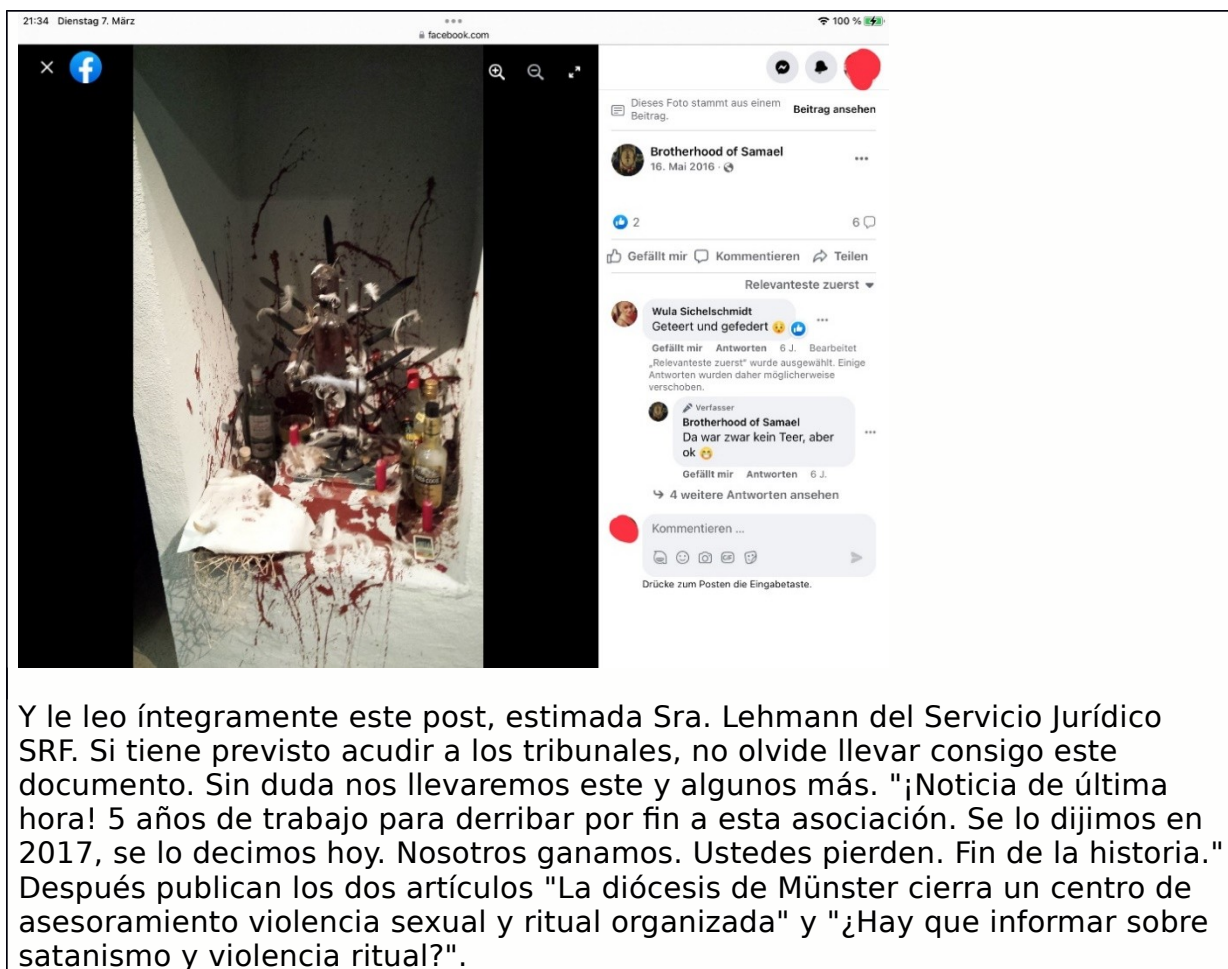 21:34 Dienstag 7. März
100 %
facebook.com
Dieses Foto stammt aus einem
Beitrag.
Beitrag ansehen
Brotherhood of Samael
16. Mai 2016
2
6
Gefällt mir Kommentieren Teilen
Relevanteste zuerst
Wula Sichelschmidt
Geteert und gefedert
Gefällt mir Antworten 6 J. Bearbeitet
„Relevanteste zuerst" wurde ausgewählt. Einige
Antworten wurden daher möglicherweise
verschoben.
Verfasser
Brotherhood of Samael
Da war zwar kein Teer, aber
ok
Gefällt mir Antworten 6 J.
4 weitere Antworten ansehen
Kommentieren ...
GIF
Drücke zum Posten die Eingabetaste.
Y le leo íntegramente este post, estimada Sra. Lehmann del Servicio Jurídico
SRF. Si tiene previsto acudir a los tribunales, no olvide llevar consigo este
documento. Sin duda nos llevaremos este y algunos más. "¡Noticia de última
hora! 5 años de trabajo para derribar por fin a esta asociación. Se lo dijimos en
2017, se lo decimos hoy. Nosotros ganamos. Ustedes pierden. Fin de la historia."
Después publican los dos artículos "La diócesis de Münster cierra un centro de
asesoramiento violencia sexual y ritual organizada" y "¿Hay que informar sobre
satanismo y violencia ritual?".